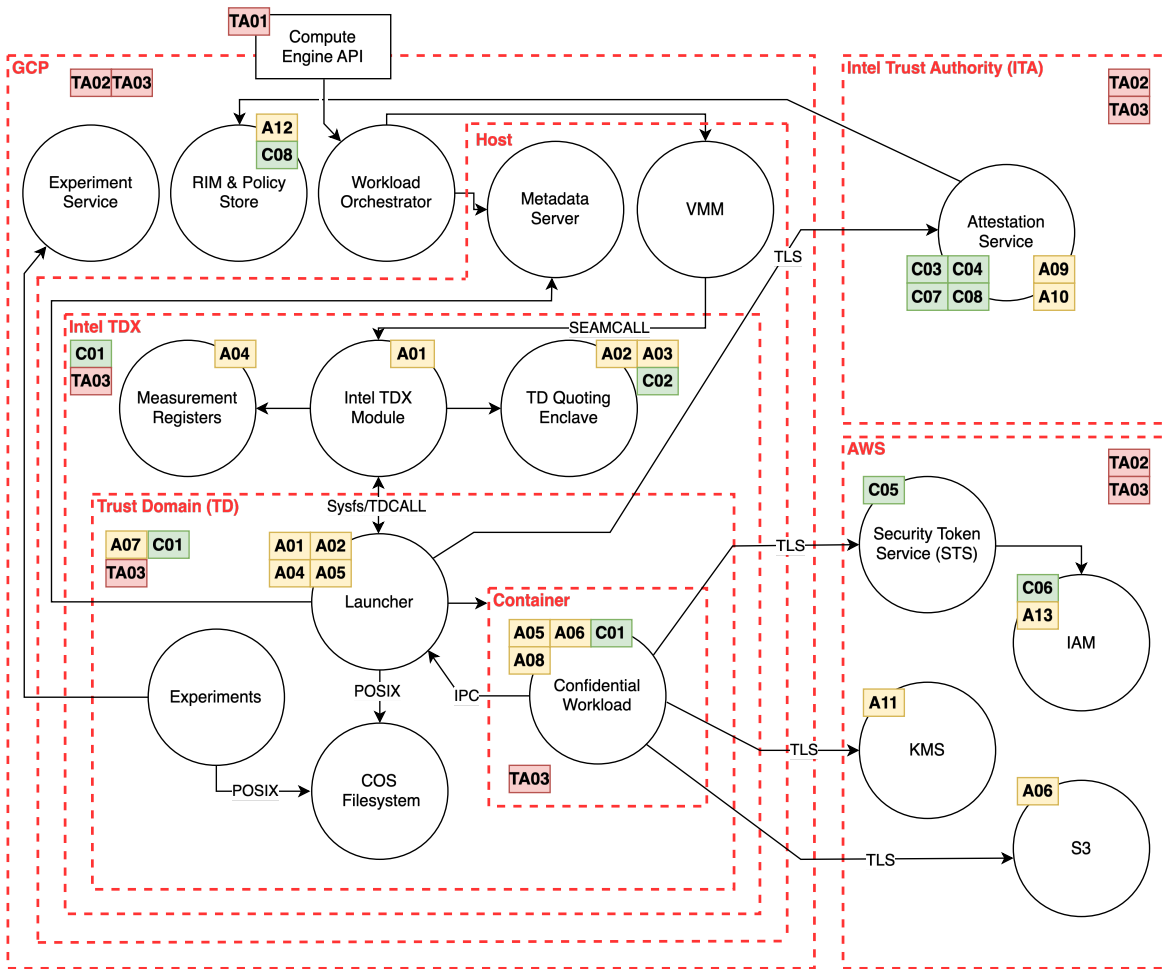 TA01
Compute
Engine API
GCP
TA02 TA03
Intel Trust Authority (ITA)
TA02
TA03
Experiment
Service
A12
C08
RIM & Policy
Store
Workload
Orchestrator
Host
Metadata
Server
VMM
TLS
Attestation
Service
C03 C04
C07 C08
A09
A10
Intel TDX
C01
TA03
A04
Measurement
Registers
SEAMCALL
A01
Intel TDX
Module
A02 A03
C02
TD Quoting
Enclave
Sysfs/TDCALL
Trust Domain (TD)
A07 C01
TA03
A01 A02
A04 A05
Launcher
Container
A05 A06 C01
A08
Confidential
Workload
TA03
IPC
POSIX
Experiments
POSIX
COS
Filesystem
TLS
TLS
TLS
AWS
TA02
TA03
C05
Security Token
Service (STS)
C06
A13
IAM
A11
KMS
A06
S3